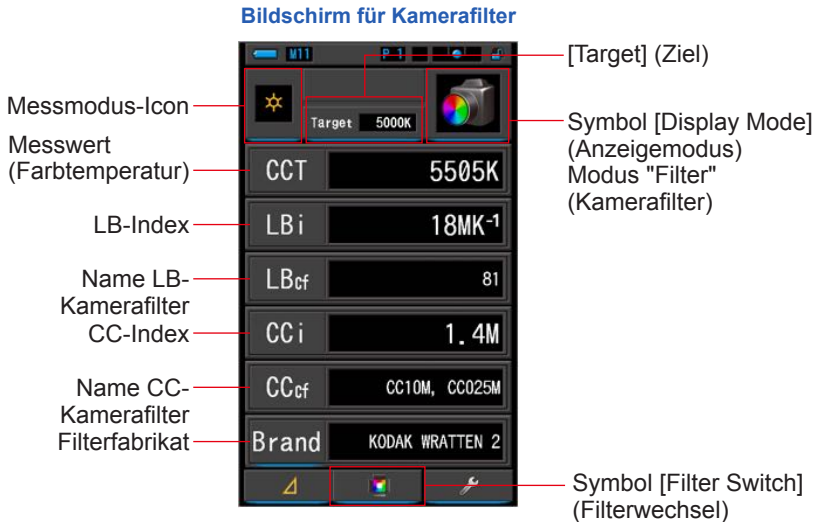 Bildschirm für Kamerafilter
M11 P 1
[Target] (Ziel)
Messmodus-Icon
Target 5000K
Symbol [Display Mode]
(Anzeigemodus)
Modus "Filter"
(Kamerafilter)
Messwert
(Farbtemperatur)
CCT 5505K
LB-Index
LBi 18MK⁻¹
Name LB-
Kamerafilter
LBcf 81
CC-Index
CCi 1.4M
Name CC-
Kamerafilter
CCcf CC10M, CC025M
Filterfabrikat
Brand KODAK WRATTEN 2
Symbol [Filter Switch]
(Filterwechsel)